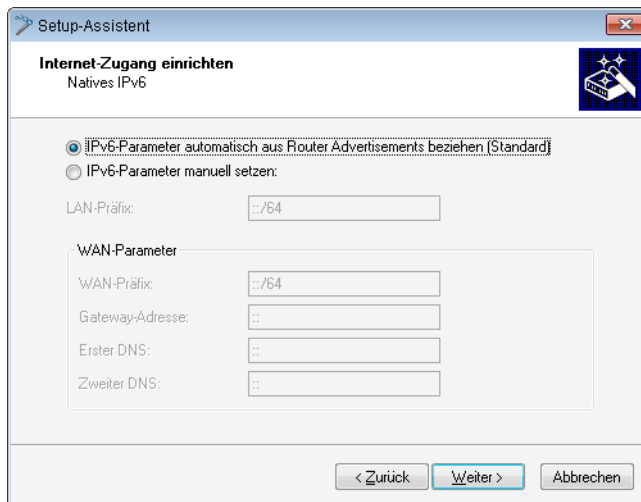 Setup-Assistent
Internet-Zugang einrichten
Natives IPv6
IPv6-Parameter automatisch aus Router Advertisements beziehen (Standard)
IPv6-Parameter manuell setzen:
LAN-Präfix: ::/64
WAN-Parameter
WAN-Präfix: ::/64
Gateway-Adresse: ::
Erster DNS: ::
Zweiter DNS: ::
< Zurück Weiter > Abbrechen